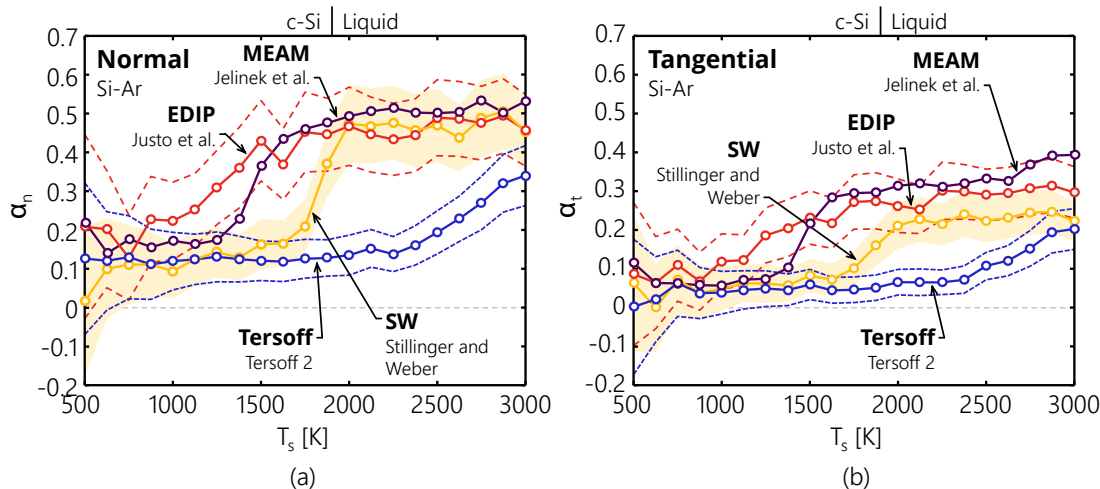 c-Si Liquid
0.7
0.6
0.5
0.4
0.3
0.2
0.1
0
-0.1
-0.2
αn
Normal
Si-Ar
MEAM
Jelinek et al.
EDIP
Justo et al.
Tersoff
Tersoff 2
SW
Stillinger and
Weber
500 1000 1500 2000 2500 3000
Ts [K]
(a)
c-Si Liquid
0.7
0.6
0.5
0.4
0.3
0.2
0.1
0
-0.1
-0.2
αt
Tangential
Si-Ar
MEAM
Jelinek et al.
EDIP
Justo et al.
SW
Stillinger and
Weber
Tersoff
Tersoff 2
500 1000 1500 2000 2500 3000
Ts [K]
(b)